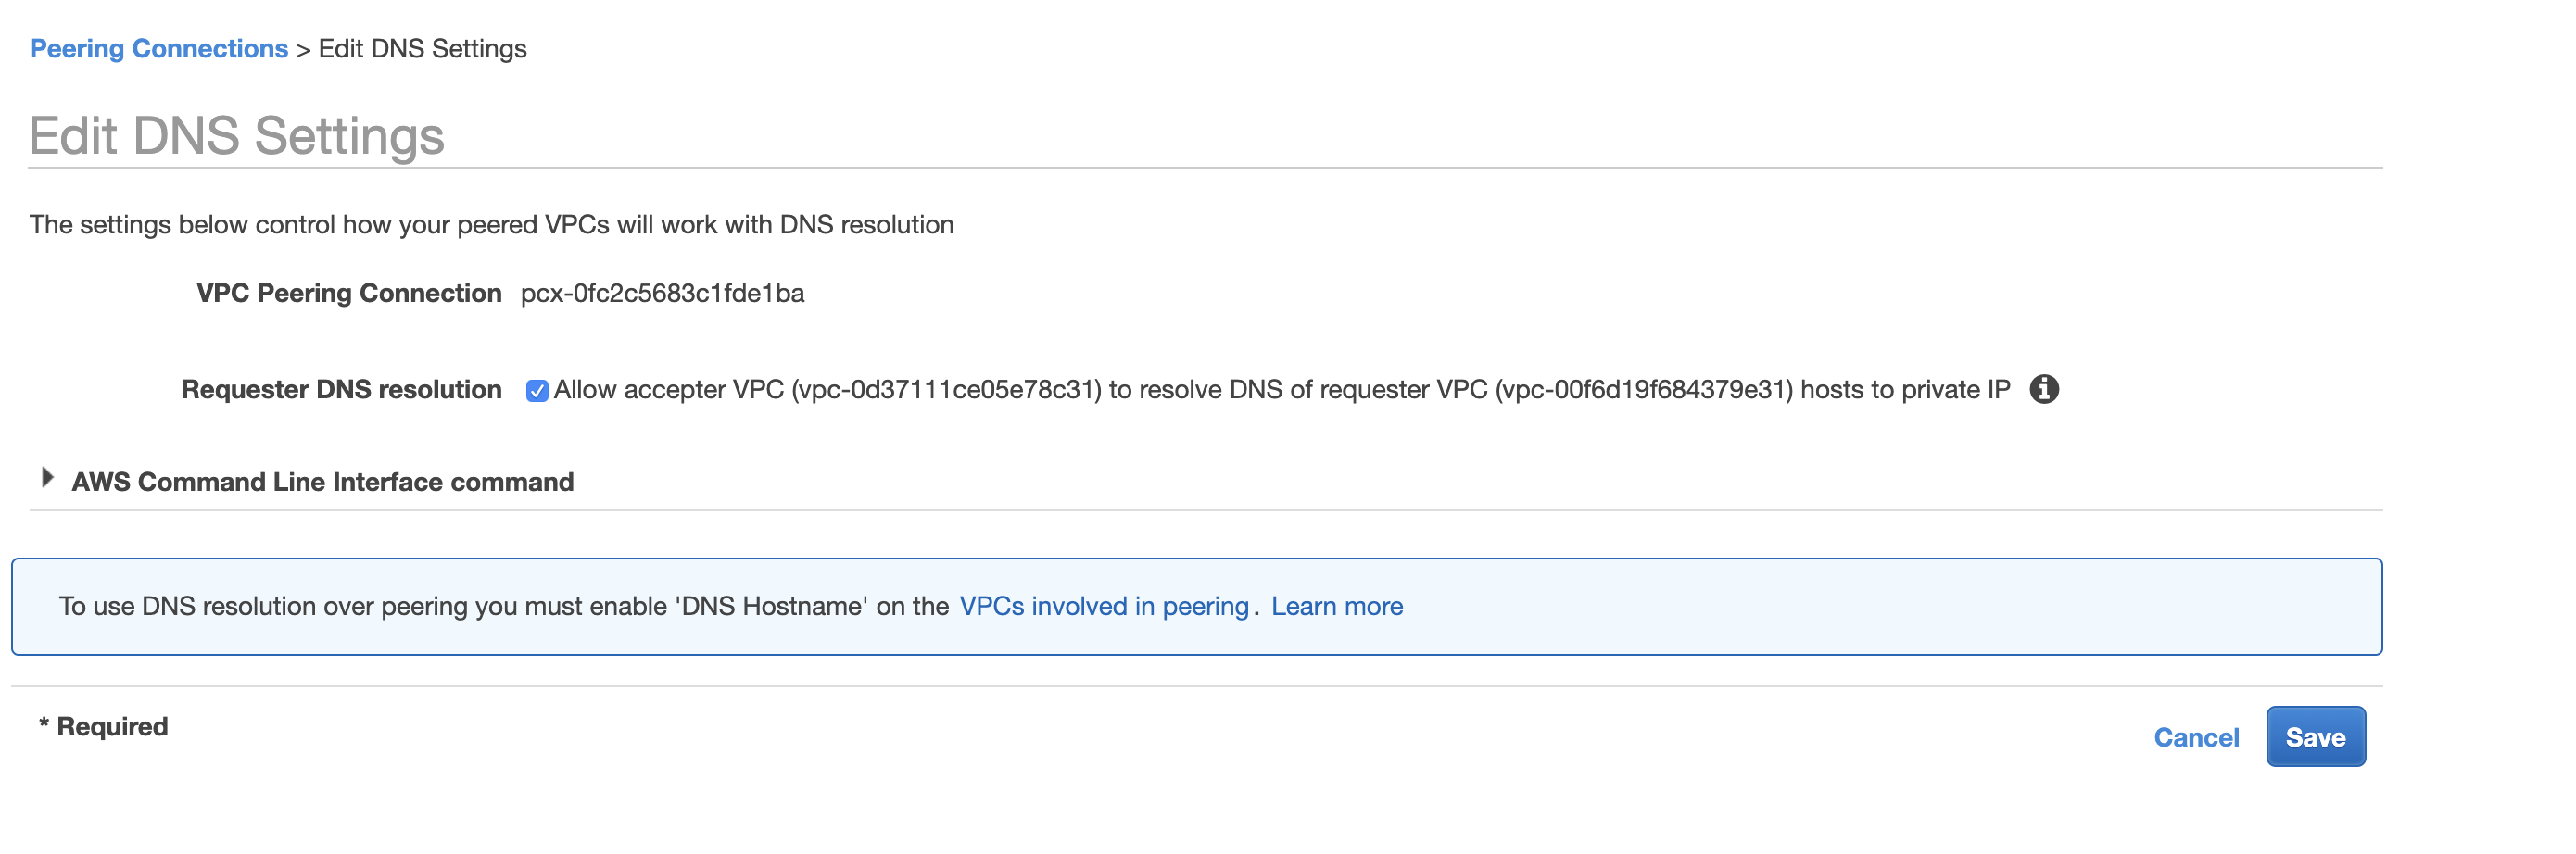 Peering Connections > Edit DNS Settings
Edit DNS Settings
The settings below control how your peered VPCs will work with DNS resolution
VPC Peering Connection pcx-0fc2c5683c1fde1ba
Requester DNS resolution Allow accepter VPC (vpc-0d37111ce05e78c31) to resolve DNS of requester VPC (vpc-00f6d19f684379e31) hosts to private IP
AWS Command Line Interface command
To use DNS resolution over peering you must enable 'DNS Hostname' on the VPCs involved in peering. Learn more
* Required
Cancel Save